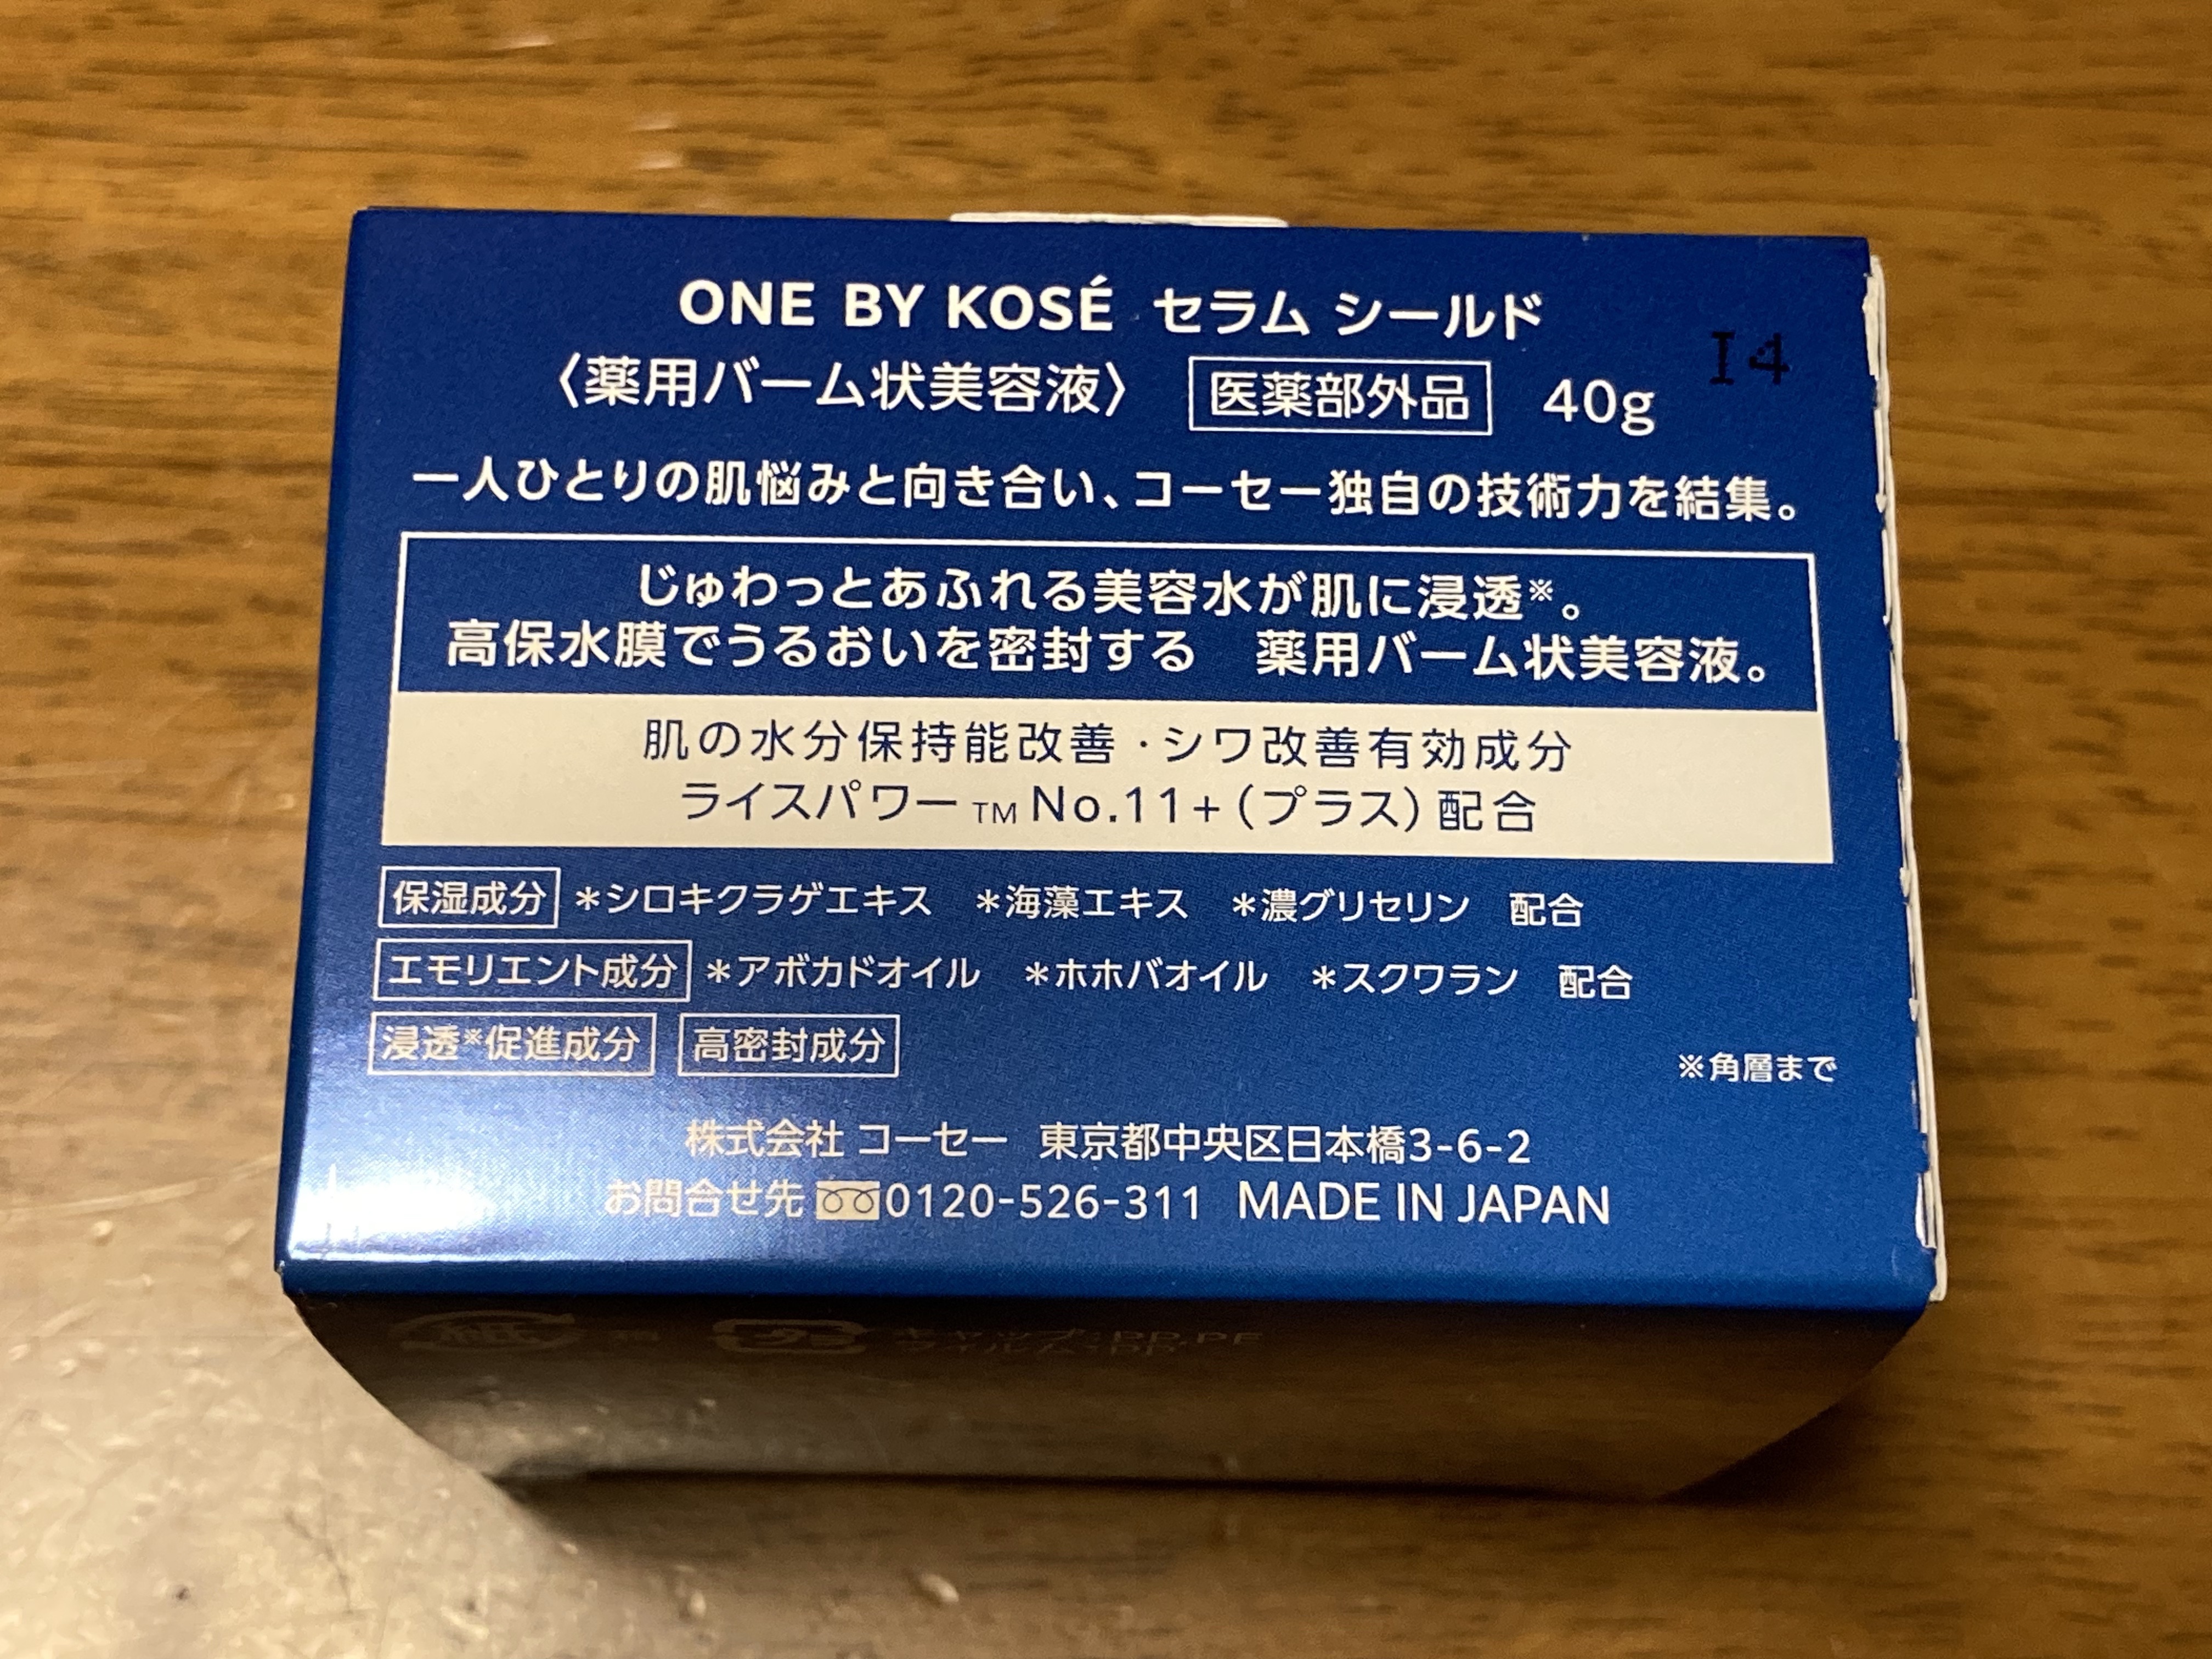 ONE BY KOSÉ セラム シールド
I4
〈薬用バーム状美容液〉 医薬部外品 40g
一人ひとりの肌悩みと向き合い、コーセー独自の技術力を結集。
じゅわっとあふれる美容水が肌に浸透※。
高保水膜でうるおいを密封する 薬用バーム状美容液。
肌の水分保持能改善・シワ改善有効成分
ライスパワー™No.11+(プラス)配合
保湿成分 *シロキクラゲエキス *海藻エキス *濃グリセリン 配合
エモリエント成分 *アボカドオイル *ホホバオイル *スクワラン 配合
浸透※促進成分 高密封成分
※角層まで
株式会社 コーセー 東京都中央区日本橋3-6-2
お問合せ先 0120-526-311 MADE IN JAPAN